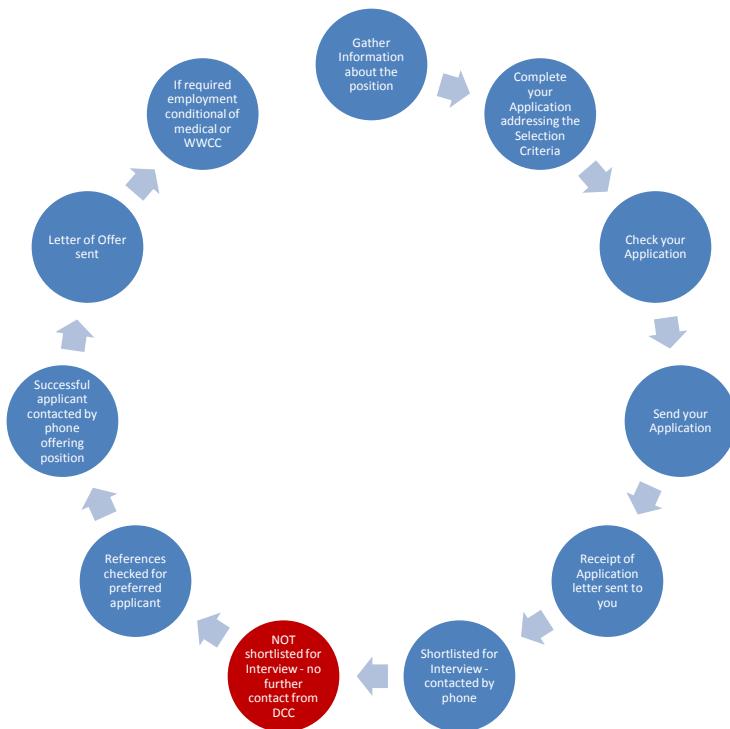 Gather
Information
about the
position
Complete
your
Application
addressing the
Selection
Criteria
Check your
Application
Send your
Application
Receipt of
Application
letter sent to
you
Shortlisted for
Interview -
contacted by
phone
NOT
shortlisted for
Interview - no
further
contact from
DCC
References
checked for
preferred
applicant
Successful
applicant
contacted by
phone
offering
position
Letter of Offer
sent
If required
employment
conditional of
medical or
WWCC